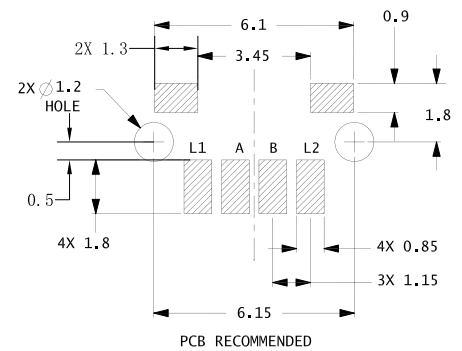 6.1
0.9
2X 1.3
3.45
2X ∅ 1.2
HOLE
1.8
L1 A B L2
0.5
4X 1.8
4X 0.85
3X 1.15
6.15
PCB RECOMMENDED